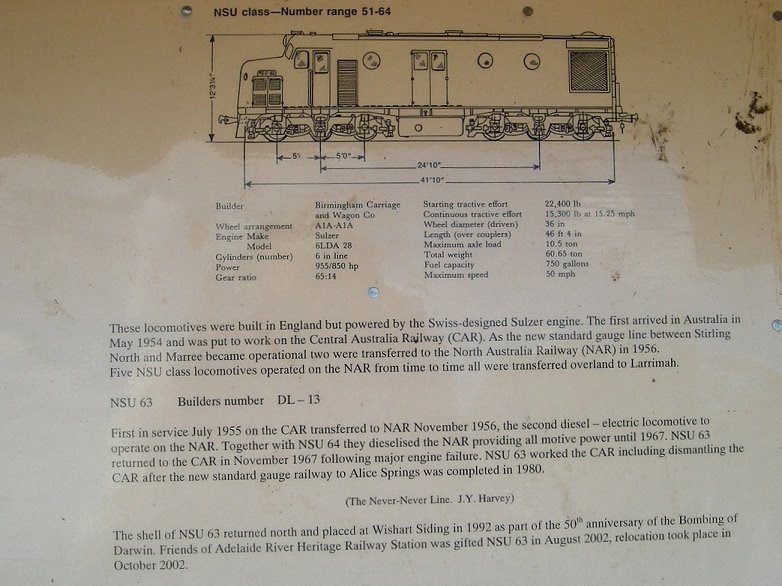 NSU class—Number range 51-64
12'3¼"
5'0"
24'10"
41'10"
Builder Birmingham Carriage and Wagon Co
Wheel arrangement A1A-A1A
Engine Make Sulzer
Model 6LDA 28
Cylinders (number) 6 in line
Power 955/850 hp
Gear ratio 65:14
Starting tractive effort 22,400 lb
Continuous tractive effort 15,300 lb at 15.25 mph
Wheel diameter (driven) 36 in
Length (over couplers) 46 ft 4 in
Maximum axle load 10.5 ton
Total weight 60.65 ton
Fuel capacity 750 gallons
Maximum speed 50 mph
These locomotives were built in England but powered by the Swiss-designed Sulzer engine. The first arrived in Australia in
May 1954 and was put to work on the Central Australia Railway (CAR). As the new standard gauge line between Stirling
North and Marree became operational two were transferred to the North Australia Railway (NAR) in 1956.
Five NSU class locomotives operated on the NAR from time to time all were transferred overland to Larrimah.
NSU 63 Builders number DL – 13
First in service July 1955 on the CAR transferred to NAR November 1956, the second diesel – electric locomotive to
operate on the NAR. Together with NSU 64 they dieselised the NAR providing all motive power until 1967. NSU 63
returned to the CAR in November 1967 following major engine failure. NSU 63 worked the CAR including dismantling the
CAR after the new standard gauge railway to Alice Springs was completed in 1980.
(The Never-Never Line. J.Y. Harvey)
The shell of NSU 63 returned north and placed at Wishart Siding in 1992 as part of the 50th anniversary of the Bombing of
Darwin. Friends of Adelaide River Heritage Railway Station was gifted NSU 63 in August 2002, relocation took place in
October 2002.